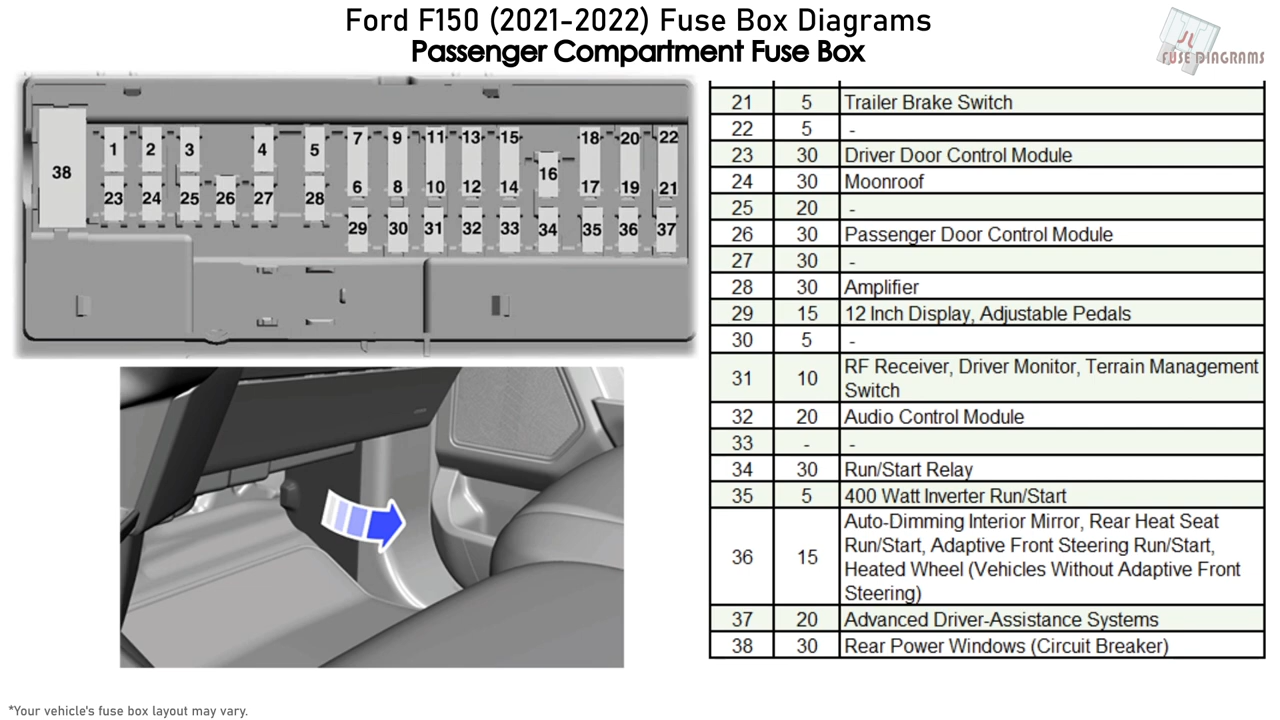 Ford F150 (2021-2022) Fuse Box Diagrams
Passenger Compartment Fuse Box
JL
FUSE DIAGRAMS
38
1 2 3 4 5 7 9 11 13 15 18 20 22
16
23 24 25 26 27 28 6 8 10 12 14 17 19 21
29 30 31 32 33 34 35 36 37
21 5 Trailer Brake Switch
22 5 -
23 30 Driver Door Control Module
24 30 Moonroof
25 20 -
26 30 Passenger Door Control Module
27 30 -
28 30 Amplifier
29 15 12 Inch Display, Adjustable Pedals
30 5 -
31 10 RF Receiver, Driver Monitor, Terrain Management
Switch
32 20 Audio Control Module
33 - -
34 30 Run/Start Relay
35 5 400 Watt Inverter Run/Start
36 15 Auto-Dimming Interior Mirror, Rear Heat Seat
Run/Start, Adaptive Front Steering Run/Start,
Heated Wheel (Vehicles Without Adaptive Front
Steering)
37 20 Advanced Driver-Assistance Systems
38 30 Rear Power Windows (Circuit Breaker)
*Your vehicle's fuse box layout may vary.